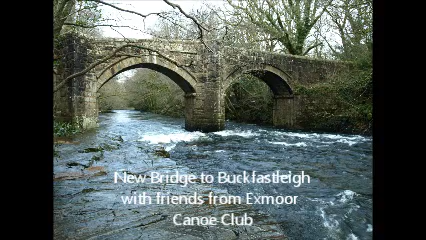 New Bridge to Buckfastleigh
with friends from Exmoor
Canoe Club